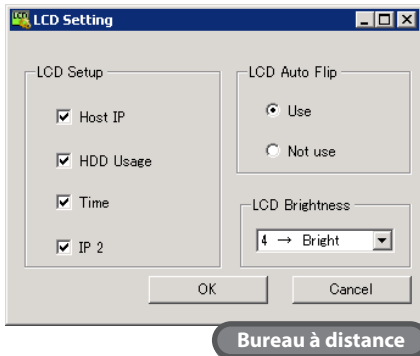 LCD Setting
LCD Setup
Host IP
HDD Usage
Time
IP 2
LCD Auto Flip
Use
Not use
LCD Brightness
4 → Bright
OK
Cancel
Bureau à distance